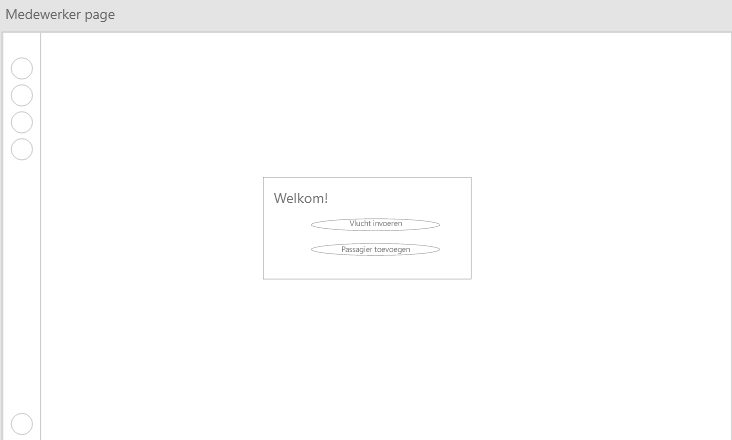 Medewerker page
Welkom!
Vlucht invoeren
Passagier toevoegen